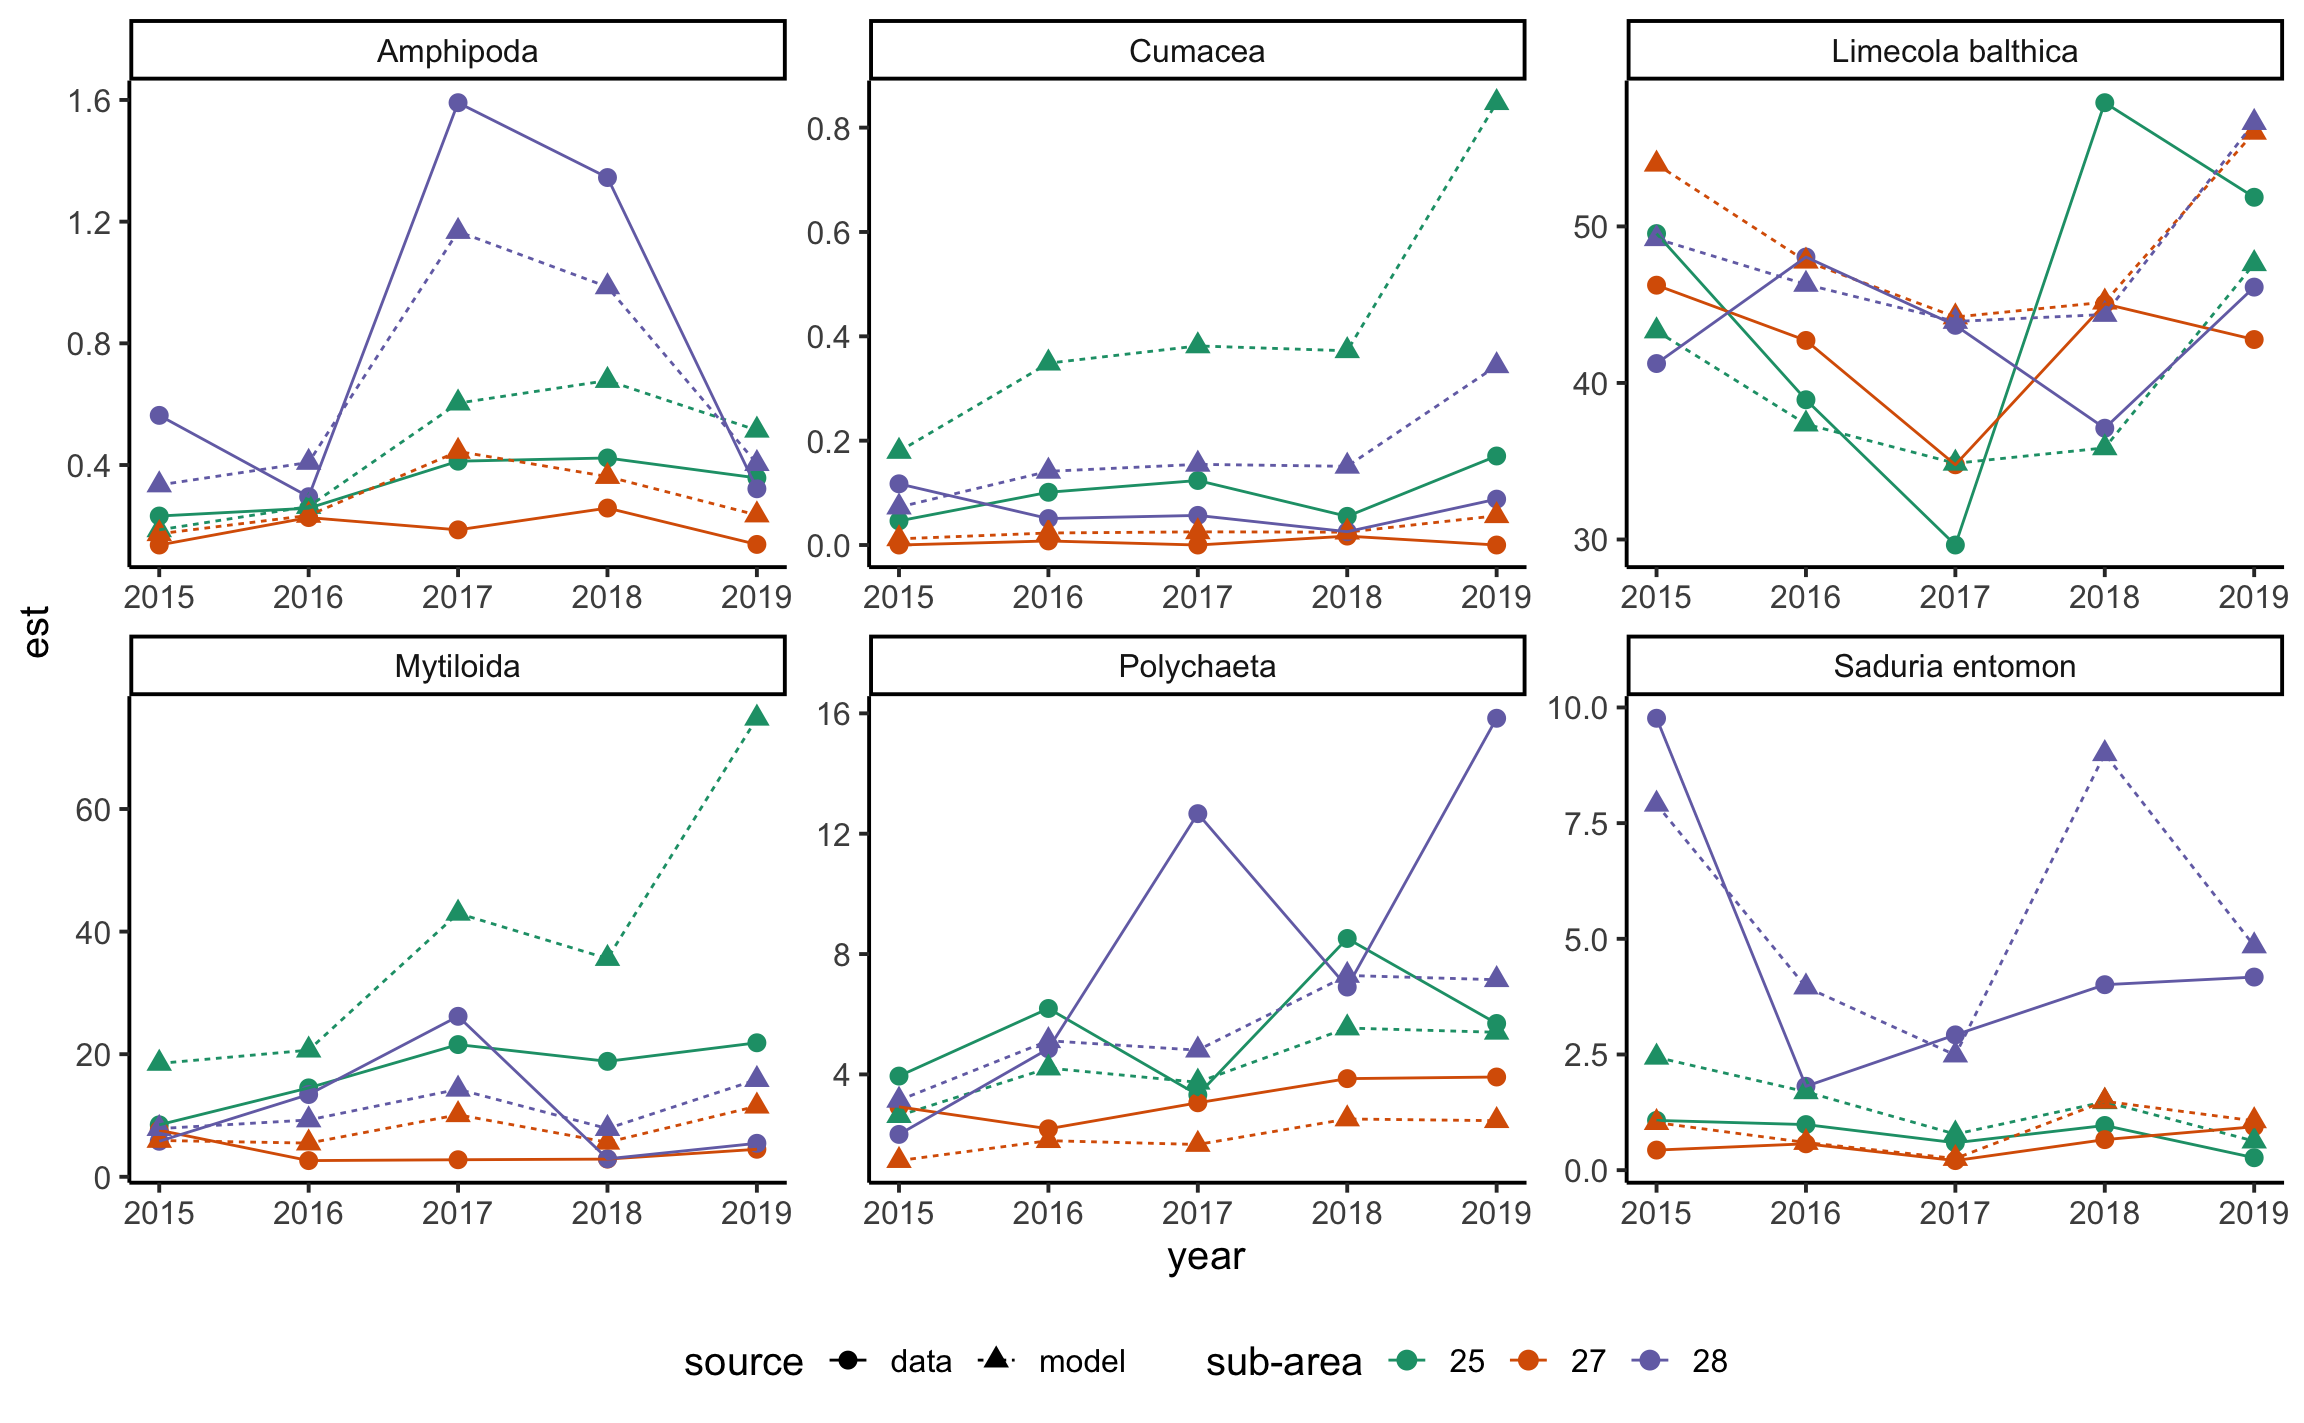 Amphipoda
Cumacea
Limecola balthica
1.6
1.2
0.8
0.4
0.8
0.6
0.4
0.2
0.0
50
40
30
2015 2016 2017 2018 2019
2015 2016 2017 2018 2019
2015 2016 2017 2018 2019
est
Mytiloida
Polychaeta
Saduria entomon
60
40
20
0
16
12
8
4
10.0
7.5
5.0
2.5
0.0
2015 2016 2017 2018 2019
2015 2016 2017 2018 2019
2015 2016 2017 2018 2019
year
source data model sub-area 25 27 28